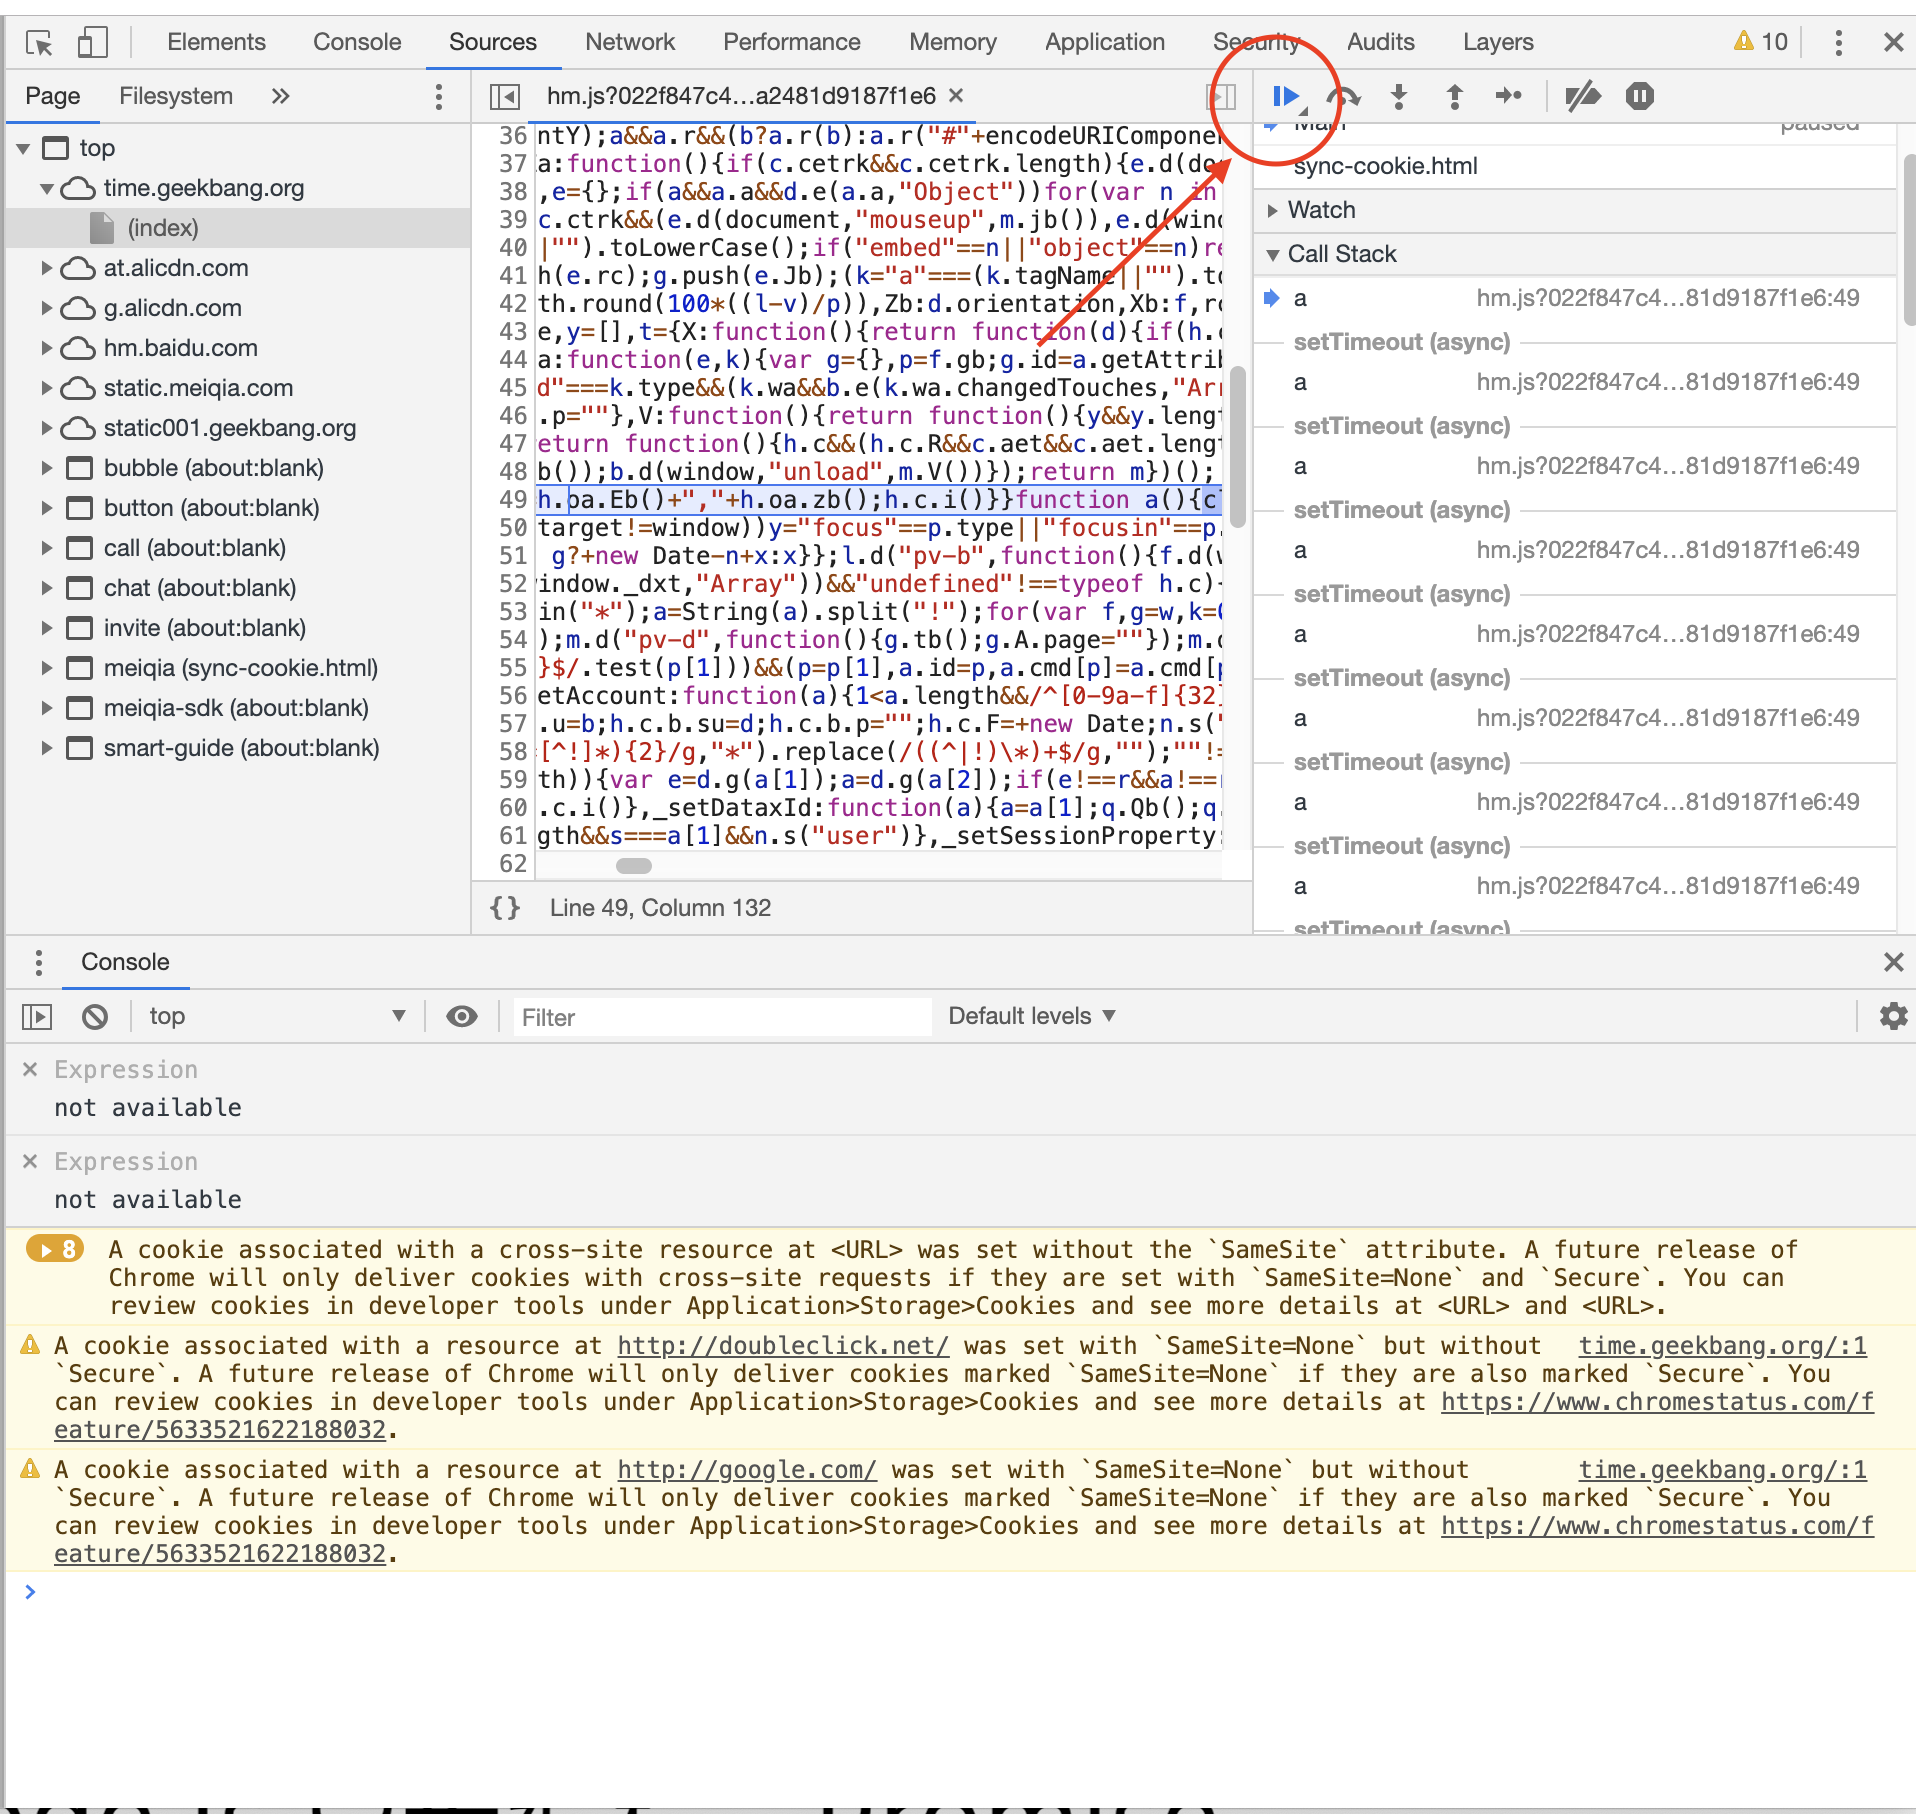 Elements Console Sources Network Performance Memory Application Security Audits Layers 10
Page Filesystem
hm.js?022f847c4…a2481d9187f1e6
top
time.geekbang.org
(index)
at.alicdn.com
g.alicdn.com
hm.baidu.com
static.meiqia.com
static001.geekbang.org
bubble (about:blank)
button (about:blank)
call (about:blank)
chat (about:blank)
invite (about:blank)
meiqia (sync-cookie.html)
meiqia-sdk (about:blank)
smart-guide (about:blank)
36 ntY);a&&a.r&&(b?a.r(b):a.r("#"+encodeURIComponen
37 a:function(){if(c.cetrk&&c.cetrk.length){e.d(do
38 ,e={};if(a&&a.a&&d.e(a.a,"Object"))for(var n in
39 c.ctrk&&(e.d(document,"mouseup",m.jb()),e.d(wind
40 |"").toLowerCase();if("embed"==n||"object"==n)re
41 h(e.rc);g.push(e.Jb);(k="a"===(k.tagName||"").to
42 th.round(100*((l-v)/p)),Zb:d.orientation,Xb:f,ro
43 e,y=[],t={X:function(){return function(d){if(h.
44 a:function(e,k){var g={},p=f.gb;g.id=a.getAttrib
45 d"===k.type&&(k.wa&&b.e(k.wa.changedTouches,"Arr
46 .p=""},V:function(){return function(){y&&y.lengt
47 eturn function(){h.c&&(h.c.R&&c.aet&&c.aet.lengt
48 b());b.d(window,"unload",m.V())});return m})();
49 h.oa.Eb()+","+h.oa.zb();h.c.i()}}function a(){c
50 target!=window))y="focus"==p.type||"focusin"==p.
51 g?+new Date-n+x:x}};l.d("pv-b",function(){f.d(w
52 indow._dxt,"Array"))&&"undefined"!==typeof h.c){
53 in("*");a=String(a).split("!");for(var f,g=w,k=0
54 );m.d("pv-d",function(){g.tb();g.A.page=""});m.
55 }$/.test(p[1]))&&(p=p[1],a.id=p,a.cmd[p]=a.cmd[p
56 etAccount:function(a){1<a.length&&/^[0-9a-f]{32}
57 .u=b;h.c.b.su=d;h.c.b.p="";h.c.F=+new Date;n.s("
58 [^!]*){2}/g,"*").replace(/((^|!)\*)+$/g,"");""!=
59 th)){var e=d.g(a[1]);a=d.g(a[2]);if(e!==r&&a!==r
60 .c.i()},_setDataxId:function(a){a=a[1];q.Qb();q.
61 gth&&s===a[1]&&n.s("user")},_setSessionProperty:
62
{} Line 49, Column 132
Main paused
sync-cookie.html
Watch
Call Stack
a hm.js?022f847c4…81d9187f1e6:49
setTimeout (async)
a hm.js?022f847c4…81d9187f1e6:49
setTimeout (async)
a hm.js?022f847c4…81d9187f1e6:49
setTimeout (async)
a hm.js?022f847c4…81d9187f1e6:49
setTimeout (async)
a hm.js?022f847c4…81d9187f1e6:49
setTimeout (async)
a hm.js?022f847c4…81d9187f1e6:49
setTimeout (async)
a hm.js?022f847c4…81d9187f1e6:49
setTimeout (async)
a hm.js?022f847c4…81d9187f1e6:49
setTimeout (async)
Console
top Filter Default levels
Expression
not available
Expression
not available
8 A cookie associated with a cross-site resource at <URL> was set without the `SameSite` attribute. A future release of
Chrome will only deliver cookies with cross-site requests if they are set with `SameSite=None` and `Secure`. You can
review cookies in developer tools under Application>Storage>Cookies and see more details at <URL> and <URL>.
A cookie associated with a resource at http://doubleclick.net/ was set with `SameSite=None` but without time.geekbang.org/:1
`Secure`. A future release of Chrome will only deliver cookies marked `SameSite=None` if they are also marked `Secure`. You
can review cookies in developer tools under Application>Storage>Cookies and see more details at https://www.chromestatus.com/f
eature/5633521622188032.
A cookie associated with a resource at http://google.com/ was set with `SameSite=None` but without time.geekbang.org/:1
`Secure`. A future release of Chrome will only deliver cookies marked `SameSite=None` if they are also marked `Secure`. You
can review cookies in developer tools under Application>Storage>Cookies and see more details at https://www.chromestatus.com/f
eature/5633521622188032.